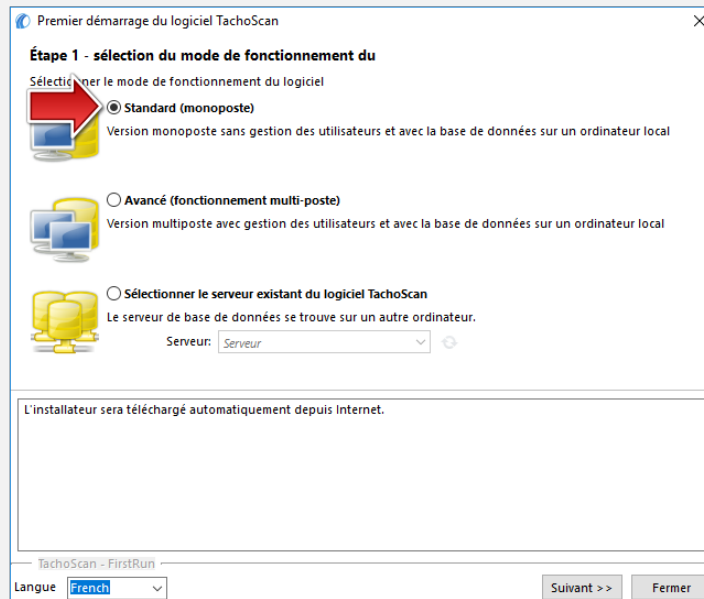 Premier démarrage du logiciel TachoScan
Étape 1 - sélection du mode de fonctionnement du
Sélectionner le mode de fonctionnement du logiciel
Standard (monoposte)
Version monoposte sans gestion des utilisateurs et avec la base de données sur un ordinateur local
Avancé (fonctionnement multi-poste)
Version multiposte avec gestion des utilisateurs et avec la base de données sur un ordinateur local
Sélectionner le serveur existant du logiciel TachoScan
Le serveur de base de données se trouve sur un autre ordinateur.
Serveur: Serveur
L'installateur sera téléchargé automatiquement depuis Internet.
TachoScan - FirstRun
Langue French Suivant >> Fermer